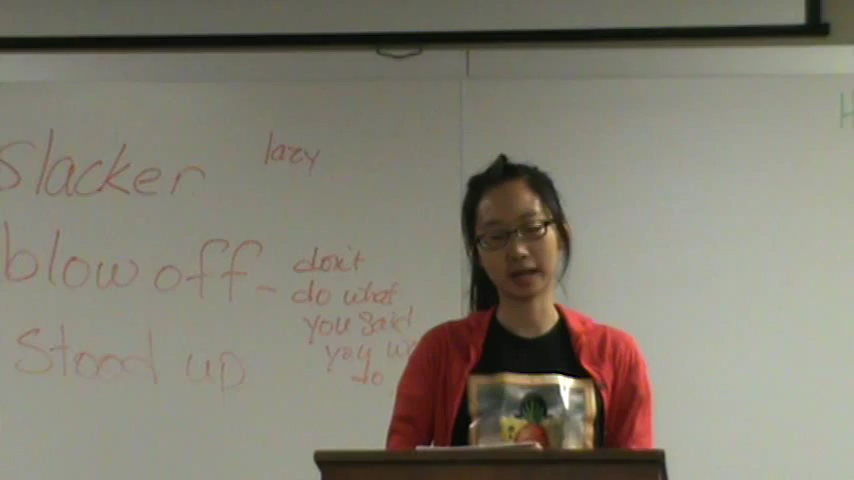 Slacker lazy
blow off - don't
do what
you said
you
do
Stood up
H